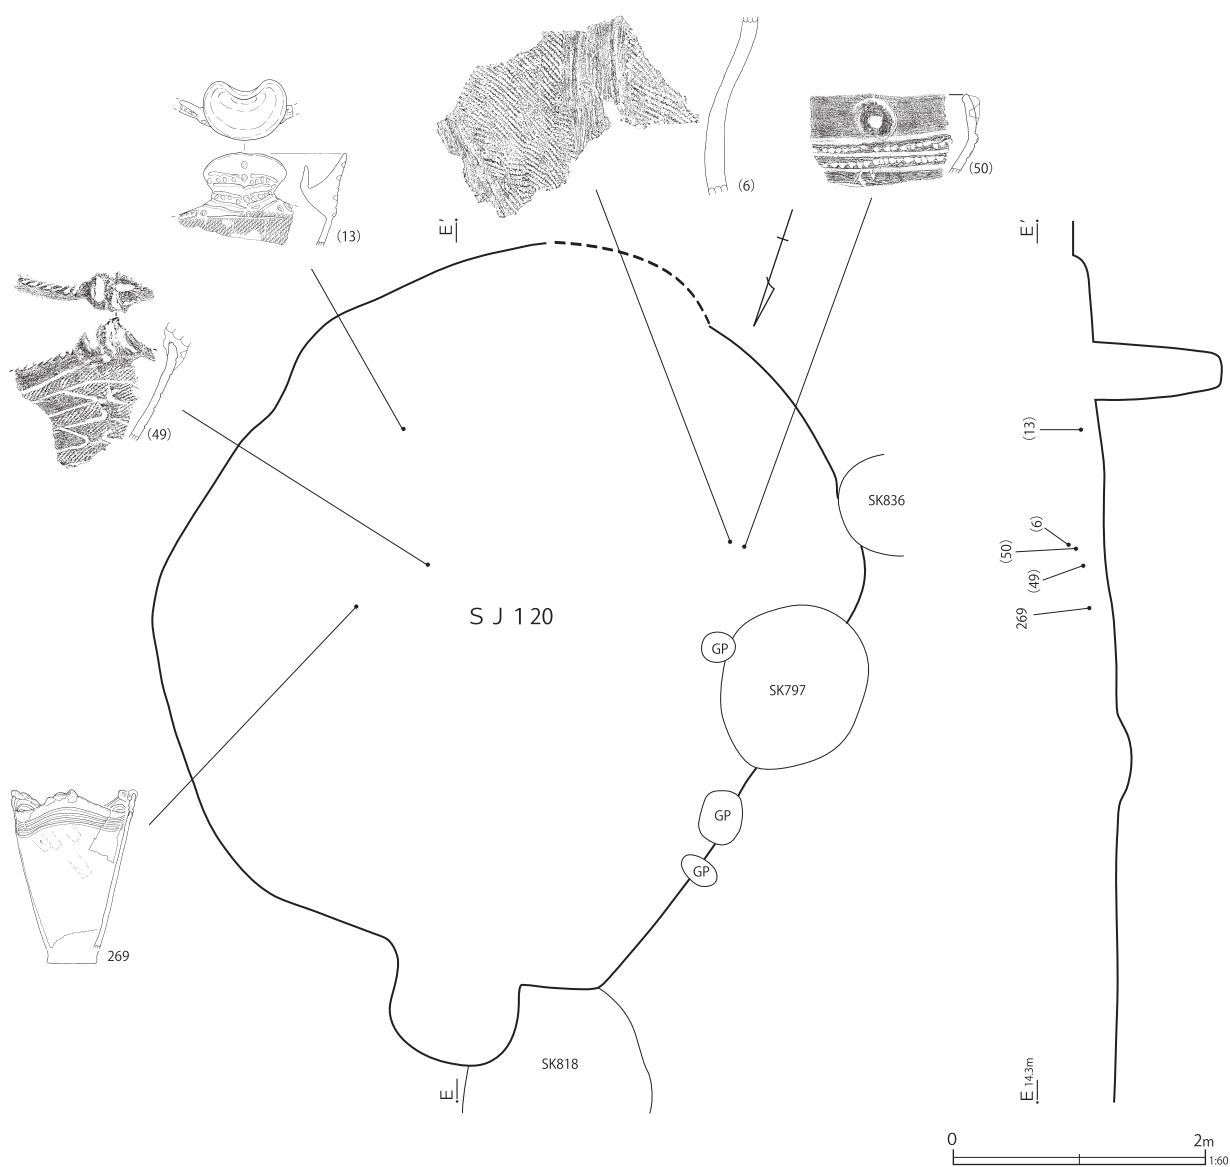 (6)
(50)
(13)
E′
E′
(49)
(13)
SK836
(6)
(50)
(49)
269
SJ120
GP
SK797
GP
GP
269
SK818
E
E 14.3m
0 2m
1:60